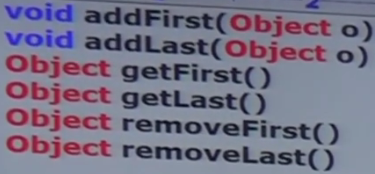 void addFirst(Object o)
void addLast(Object o)
Object getFirst()
Object getLast()
Object removeFirst()
Object removeLast()